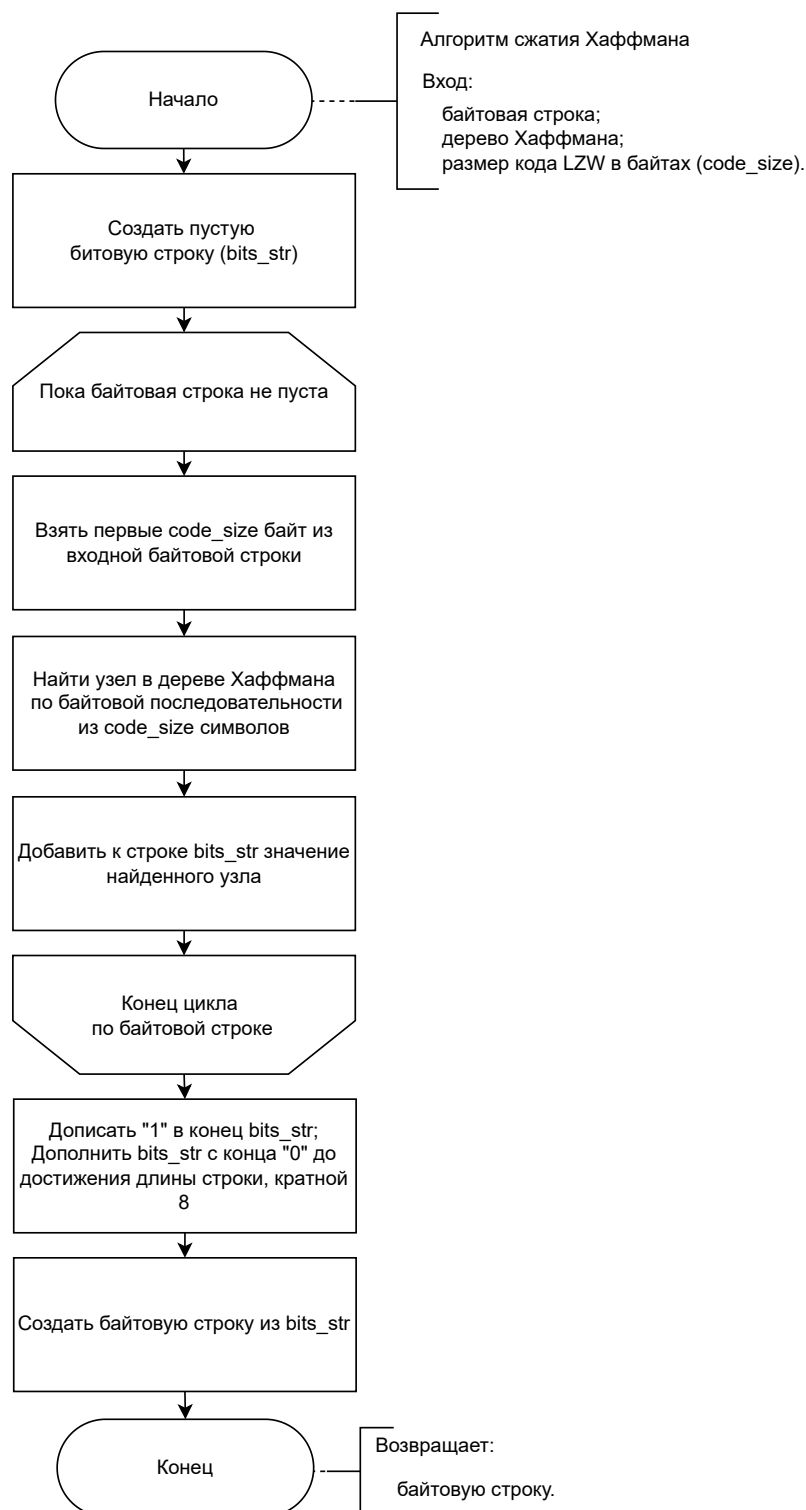 Алгоритм сжатия Хаффмана
Вход:
байтовая строка;
дерево Хаффмана;
размер кода LZW в байтах (code_size).
Начало
Создать пустую
битовую строку (bits_str)
Пока байтовая строка не пуста
Взять первые code_size байт из
входной байтовой строки
Найти узел в дереве Хаффмана
по байтовой последовательности
из code_size символов
Добавить к строке bits_str значение
найденного узла
Конец цикла
по байтовой строке
Дописать "1" в конец bits_str;
Дополнить bits_str с конца "0" до
достижения длины строки, кратной
8
Создать байтовую строку из bits_str
Конец
Возвращает:
байтовую строку.